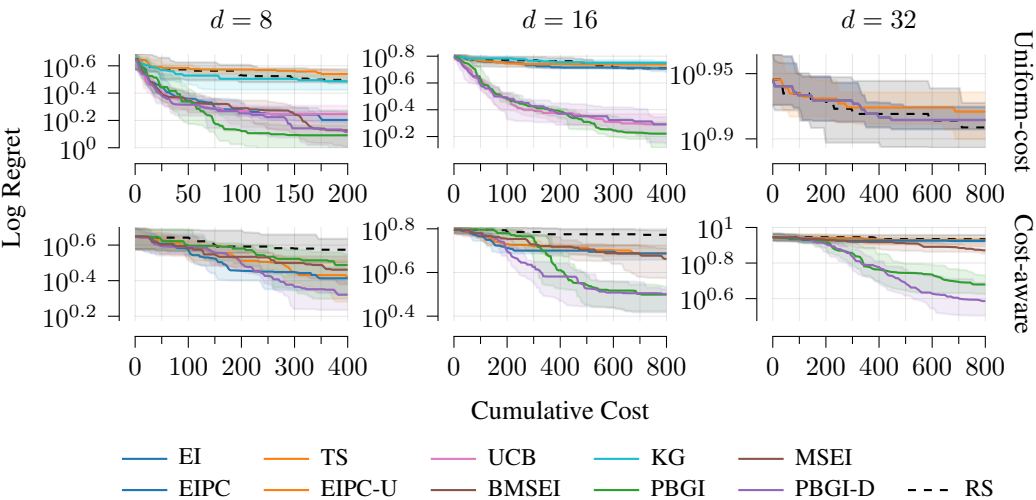 d = 8 d = 16 d = 32
Log Regret
Uniform-cost
10^0.6 10^0.4 10^0.2 10^0
0 50 100 150 200
10^0.8 10^0.6 10^0.4 10^0.2
0 100 200 300 400
10^0.95 10^0.9
0 200 400 600 800
Cost-aware
10^0.6 10^0.4 10^0.2
0 100 200 300 400
10^0.8 10^0.6 10^0.4
0 200 400 600 800
10^1 10^0.8 10^0.6
0 200 400 600 800
Cumulative Cost
EI TS UCB KG MSEI
EIPC EIPC-U BMSEI PBGI PBGI-D RS